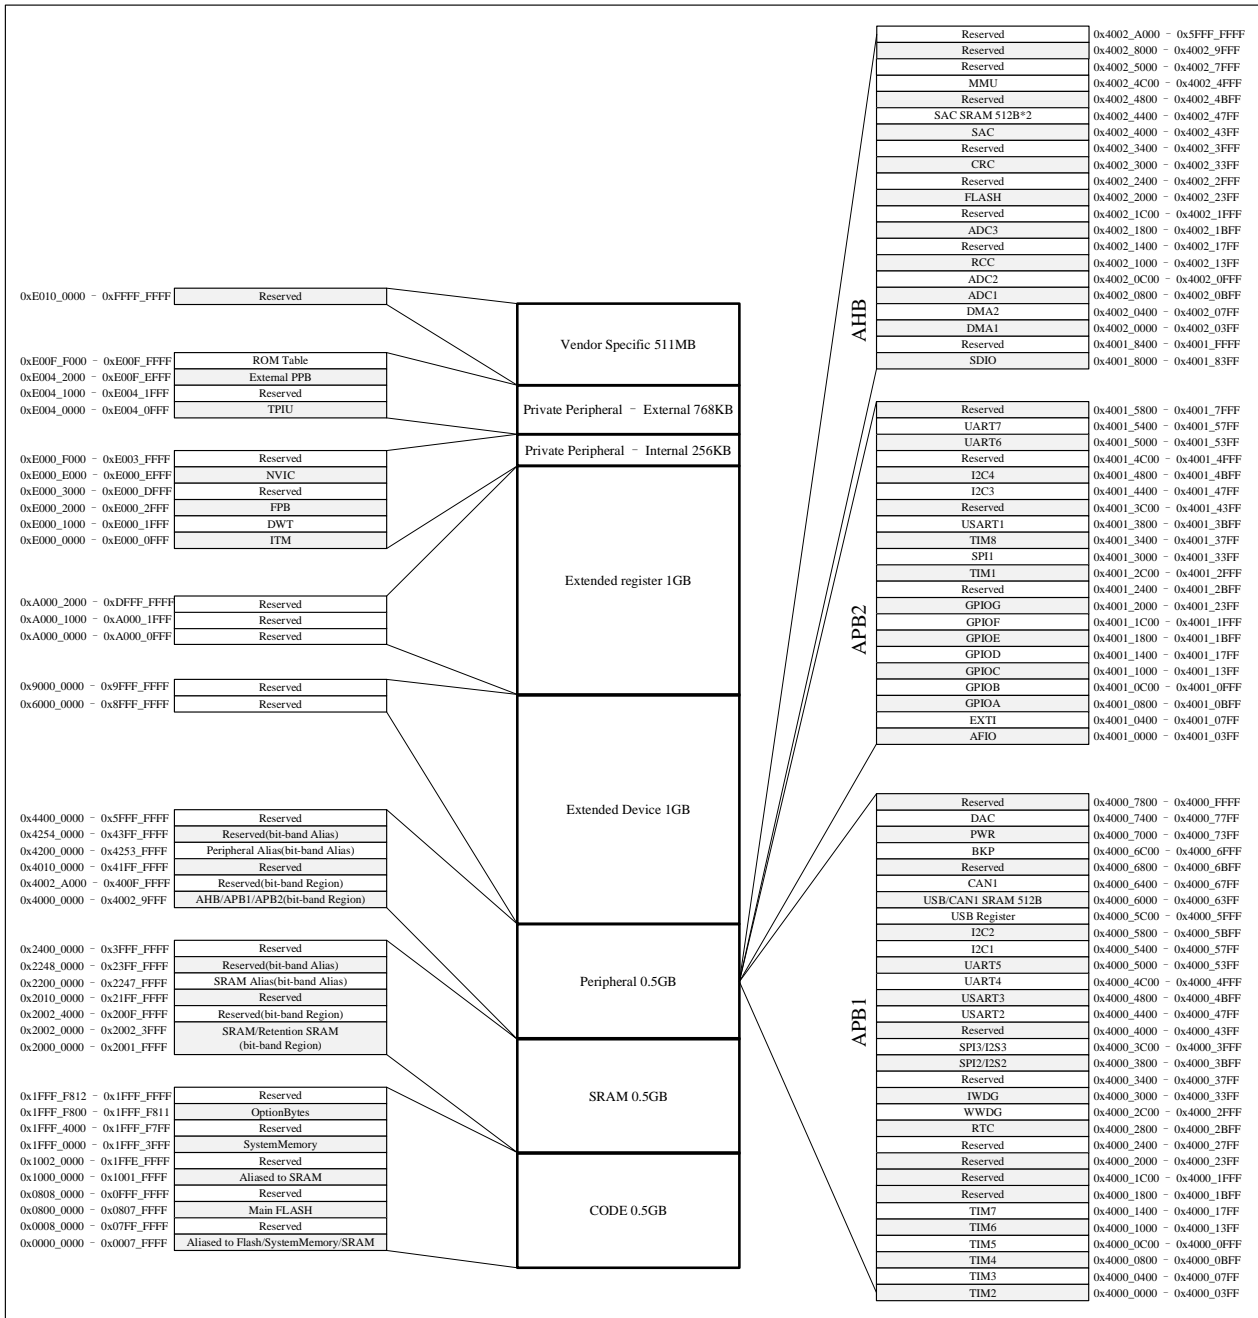 0xE010_0000 - 0xFFFF_FFFF Reserved
0xE00F_F000 - 0xE00F_FFFF ROM Table
0xE004_2000 - 0xE00F_EFFF External PPB
0xE004_1000 - 0xE004_1FFF Reserved
0xE004_0000 - 0xE004_0FFF TPIU
0xE000_F000 - 0xE003_FFFF Reserved
0xE000_E000 - 0xE000_EFFF NVIC
0xE000_3000 - 0xE000_DFFF Reserved
0xE000_2000 - 0xE000_2FFF FPB
0xE000_1000 - 0xE000_1FFF DWT
0xE000_0000 - 0xE000_0FFF ITM
0xA000_2000 - 0xDFFF_FFFF Reserved
0xA000_1000 - 0xA000_1FFF Reserved
0xA000_0000 - 0xA000_0FFF Reserved
0x9000_0000 - 0x9FFF_FFFF Reserved
0x6000_0000 - 0x8FFF_FFFF Reserved
0x4400_0000 - 0x5FFF_FFFF Reserved
0x4254_0000 - 0x43FF_FFFF Reserved(bit-band Alias)
0x4200_0000 - 0x4253_FFFF Peripheral Alias(bit-band Alias)
0x4010_0000 - 0x41FF_FFFF Reserved
0x4002_A000 - 0x400F_FFFF Reserved(bit-band Region)
0x4000_0000 - 0x4002_9FFF AHB/APB1/APB2(bit-band Region)
0x2400_0000 - 0x3FFF_FFFF Reserved
0x2248_0000 - 0x23FF_FFFF Reserved(bit-band Alias)
0x2200_0000 - 0x2247_FFFF SRAM Alias(bit-band Alias)
0x2010_0000 - 0x21FF_FFFF Reserved
0x2002_4000 - 0x200F_FFFF Reserved(bit-band Region)
0x2002_0000 - 0x2002_3FFF SRAM/Retention SRAM
0x2000_0000 - 0x2001_FFFF (bit-band Region)
0x1FFF_F812 - 0x1FFF_FFFF Reserved
0x1FFF_F800 - 0x1FFF_F811 OptionBytes
0x1FFF_4000 - 0x1FFF_F7FF Reserved
0x1FFF_0000 - 0x1FFF_3FFF SystemMemory
0x1002_0000 - 0x1FFE_FFFF Reserved
0x1000_0000 - 0x1001_FFFF Aliased to SRAM
0x0808_0000 - 0x0FFF_FFFF Reserved
0x0800_0000 - 0x0807_FFFF Main FLASH
0x0008_0000 - 0x07FF_FFFF Reserved
0x0000_0000 - 0x0007_FFFF Aliased to Flash/SystemMemory/SRAM
Vendor Specific 511MB
Private Peripheral - External 768KB
Private Peripheral - Internal 256KB
Extended register 1GB
Extended Device 1GB
Peripheral 0.5GB
SRAM 0.5GB
CODE 0.5GB
AHB
Reserved 0x4002_A000 - 0x5FFF_FFFF
Reserved 0x4002_8000 - 0x4002_9FFF
Reserved 0x4002_5000 - 0x4002_7FFF
MMU 0x4002_4C00 - 0x4002_4FFF
Reserved 0x4002_4800 - 0x4002_4BFF
SAC SRAM 512B*2 0x4002_4400 - 0x4002_47FF
SAC 0x4002_4000 - 0x4002_43FF
Reserved 0x4002_3400 - 0x4002_3FFF
CRC 0x4002_3000 - 0x4002_33FF
Reserved 0x4002_2400 - 0x4002_2FFF
FLASH 0x4002_2000 - 0x4002_23FF
Reserved 0x4002_1C00 - 0x4002_1FFF
ADC3 0x4002_1800 - 0x4002_1BFF
Reserved 0x4002_1400 - 0x4002_17FF
RCC 0x4002_1000 - 0x4002_13FF
ADC2 0x4002_0C00 - 0x4002_0FFF
ADC1 0x4002_0800 - 0x4002_0BFF
DMA2 0x4002_0400 - 0x4002_07FF
DMA1 0x4002_0000 - 0x4002_03FF
Reserved 0x4001_8400 - 0x4001_FFFF
SDIO 0x4001_8000 - 0x4001_83FF
APB2
Reserved 0x4001_5800 - 0x4001_7FFF
UART7 0x4001_5400 - 0x4001_57FF
UART6 0x4001_5000 - 0x4001_53FF
Reserved 0x4001_4C00 - 0x4001_4FFF
I2C4 0x4001_4800 - 0x4001_4BFF
I2C3 0x4001_4400 - 0x4001_47FF
Reserved 0x4001_3C00 - 0x4001_43FF
USART1 0x4001_3800 - 0x4001_3BFF
TIM8 0x4001_3400 - 0x4001_37FF
SPI1 0x4001_3000 - 0x4001_33FF
TIM1 0x4001_2C00 - 0x4001_2FFF
Reserved 0x4001_2400 - 0x4001_2BFF
GPIOG 0x4001_2000 - 0x4001_23FF
GPIOF 0x4001_1C00 - 0x4001_1FFF
GPIOE 0x4001_1800 - 0x4001_1BFF
GPIOD 0x4001_1400 - 0x4001_17FF
GPIOC 0x4001_1000 - 0x4001_13FF
GPIOB 0x4001_0C00 - 0x4001_0FFF
GPIOA 0x4001_0800 - 0x4001_0BFF
EXTI 0x4001_0400 - 0x4001_07FF
AFIO 0x4001_0000 - 0x4001_03FF
APB1
Reserved 0x4000_7800 - 0x4000_FFFF
DAC 0x4000_7400 - 0x4000_77FF
PWR 0x4000_7000 - 0x4000_73FF
BKP 0x4000_6C00 - 0x4000_6FFF
Reserved 0x4000_6800 - 0x4000_6BFF
CAN1 0x4000_6400 - 0x4000_67FF
USB/CAN1 SRAM 512B 0x4000_6000 - 0x4000_63FF
USB Register 0x4000_5C00 - 0x4000_5FFF
I2C2 0x4000_5800 - 0x4000_5BFF
I2C1 0x4000_5400 - 0x4000_57FF
UART5 0x4000_5000 - 0x4000_53FF
UART4 0x4000_4C00 - 0x4000_4FFF
USART3 0x4000_4800 - 0x4000_4BFF
USART2 0x4000_4400 - 0x4000_47FF
Reserved 0x4000_4000 - 0x4000_43FF
SPI3/I2S3 0x4000_3C00 - 0x4000_3FFF
SPI2/I2S2 0x4000_3800 - 0x4000_3BFF
Reserved 0x4000_3400 - 0x4000_37FF
IWDG 0x4000_3000 - 0x4000_33FF
WWDG 0x4000_2C00 - 0x4000_2FFF
RTC 0x4000_2800 - 0x4000_2BFF
Reserved 0x4000_2400 - 0x4000_27FF
Reserved 0x4000_2000 - 0x4000_23FF
Reserved 0x4000_1C00 - 0x4000_1FFF
Reserved 0x4000_1800 - 0x4000_1BFF
TIM7 0x4000_1400 - 0x4000_17FF
TIM6 0x4000_1000 - 0x4000_13FF
TIM5 0x4000_0C00 - 0x4000_0FFF
TIM4 0x4000_0800 - 0x4000_0BFF
TIM3 0x4000_0400 - 0x4000_07FF
TIM2 0x4000_0000 - 0x4000_03FF